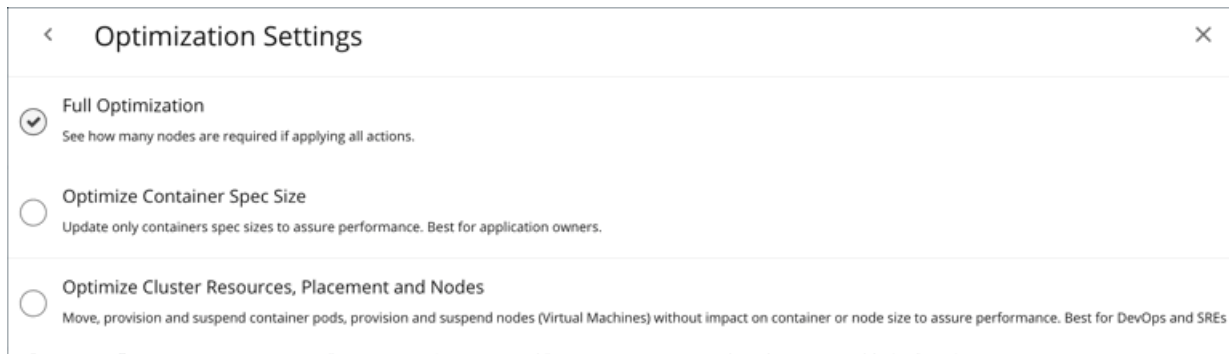 Optimization Settings
Full Optimization
See how many nodes are required if applying all actions.
Optimize Container Spec Size
Update only containers spec sizes to assure performance. Best for application owners.
Optimize Cluster Resources, Placement and Nodes
Move, provision and suspend container pods, provision and suspend nodes (Virtual Machines) without impact on container or node size to assure performance. Best for DevOps and SREs